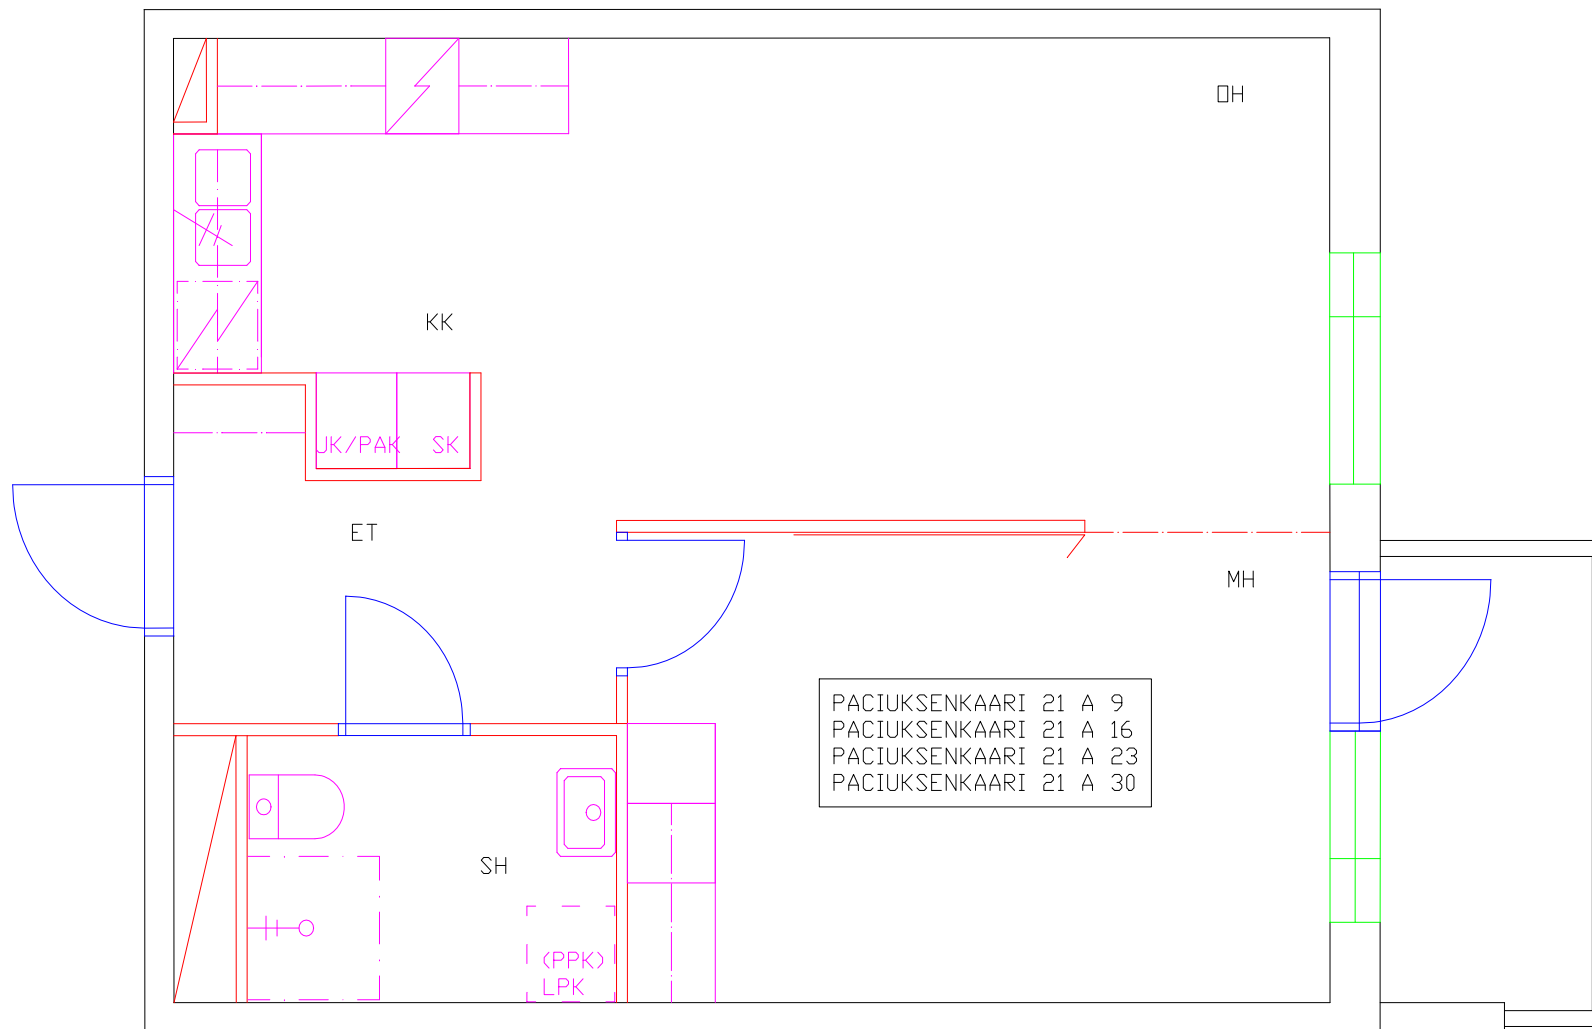 OH
KK
JK/PAK SK
ET
MH
PACIUKSENKAARI 21 A 9
PACIUKSENKAARI 21 A 16
PACIUKSENKAARI 21 A 23
PACIUKSENKAARI 21 A 30
SH
(PPK)
LPK